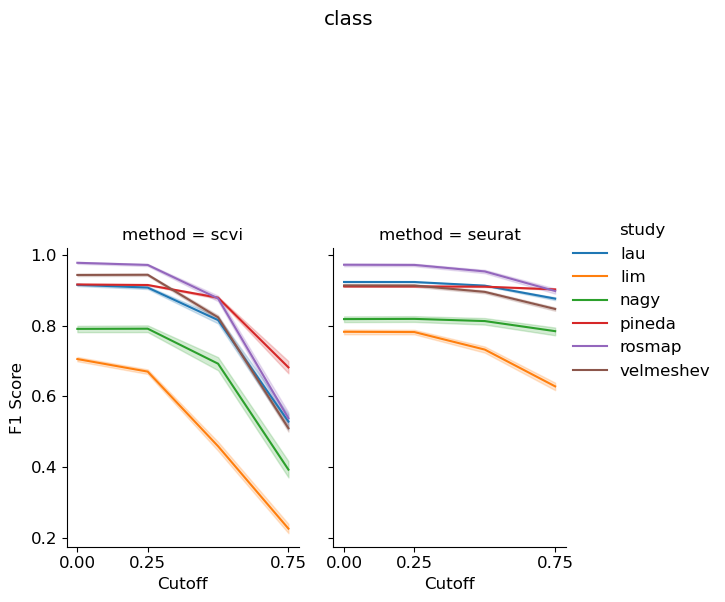 class
method = scvi
method = seurat
study
lau
lim
nagy
pineda
rosmap
velmeshev
F1 Score
1.0
0.8
0.6
0.4
0.2
0.00
0.25
0.75
0.00
0.25
0.75
Cutoff
Cutoff